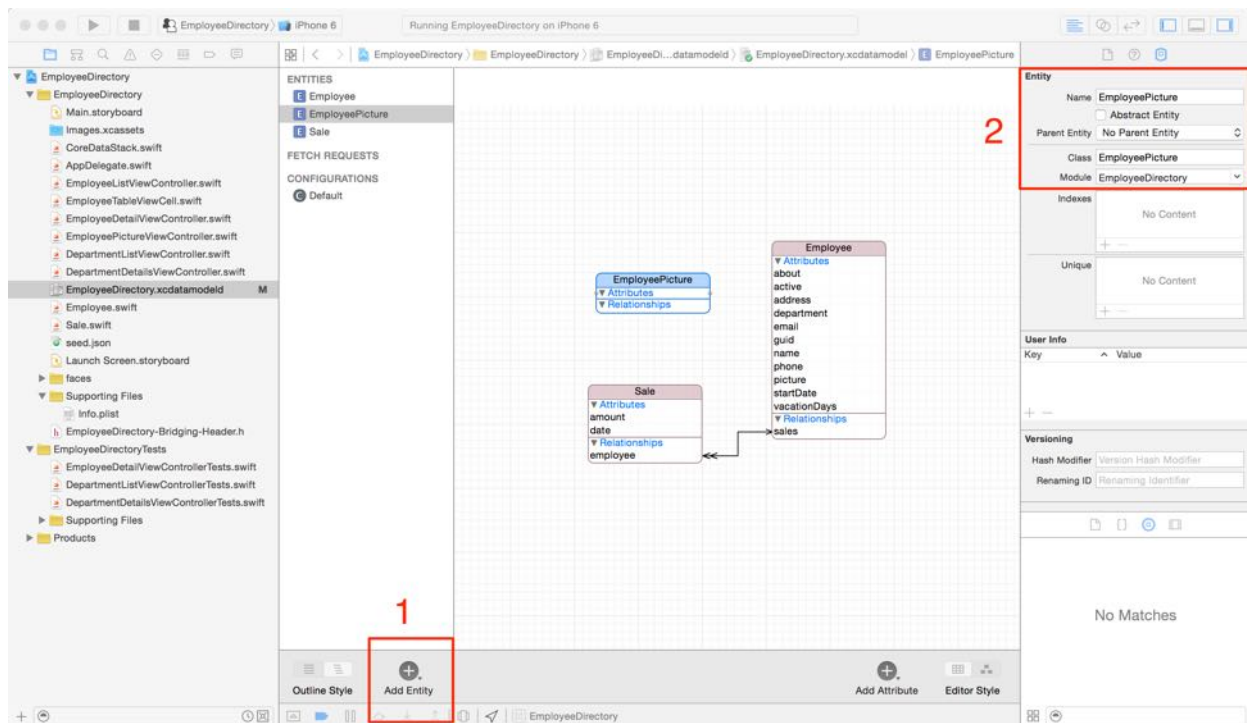 EmployeeDirectory
iPhone 6
Running EmployeeDirectory on iPhone 6
EmployeeDirectory
EmployeeDirectory
Main.storyboard
Images.xcassets
CoreDataStack.swift
AppDelegate.swift
EmployeeListViewController.swift
EmployeeTableViewCell.swift
EmployeeDetailViewController.swift
EmployeePictureViewController.swift
DepartmentListViewController.swift
DepartmentDetailsViewController.swift
EmployeeDirectory.xcdatamodeld M
Employee.swift
Sale.swift
seed.json
Launch Screen.storyboard
faces
Supporting Files
Info.plist
EmployeeDirectory-Bridging-Header.h
EmployeeDirectoryTests
EmployeeDetailViewControllerTests.swift
DepartmentListViewControllerTests.swift
DepartmentDetailsViewControllerTests.swift
Supporting Files
Products
EmployeeDirectory EmployeeDirectory EmployeeDi...datamodeld EmployeeDirectory.xcdatamodel E EmployeePicture
ENTITIES
E Employee
E EmployeePicture
E Sale
FETCH REQUESTS
CONFIGURATIONS
C Default
EmployeePicture
Attributes
Relationships
Sale
Attributes
amount
date
Relationships
employee
Employee
Attributes
about
active
address
department
email
guid
name
phone
picture
startDate
vacationDays
Relationships
sales
1
Outline Style
Add Entity
Add Attribute
Editor Style
EmployeeDirectory
2
Entity
Name EmployeePicture
Abstract Entity
Parent Entity No Parent Entity
Class EmployeePicture
Module EmployeeDirectory
Indexes
No Content
Unique
No Content
User Info
Key Value
Versioning
Hash Modifier Version Hash Modifier
Renaming ID Renaming Identifier
No Matches